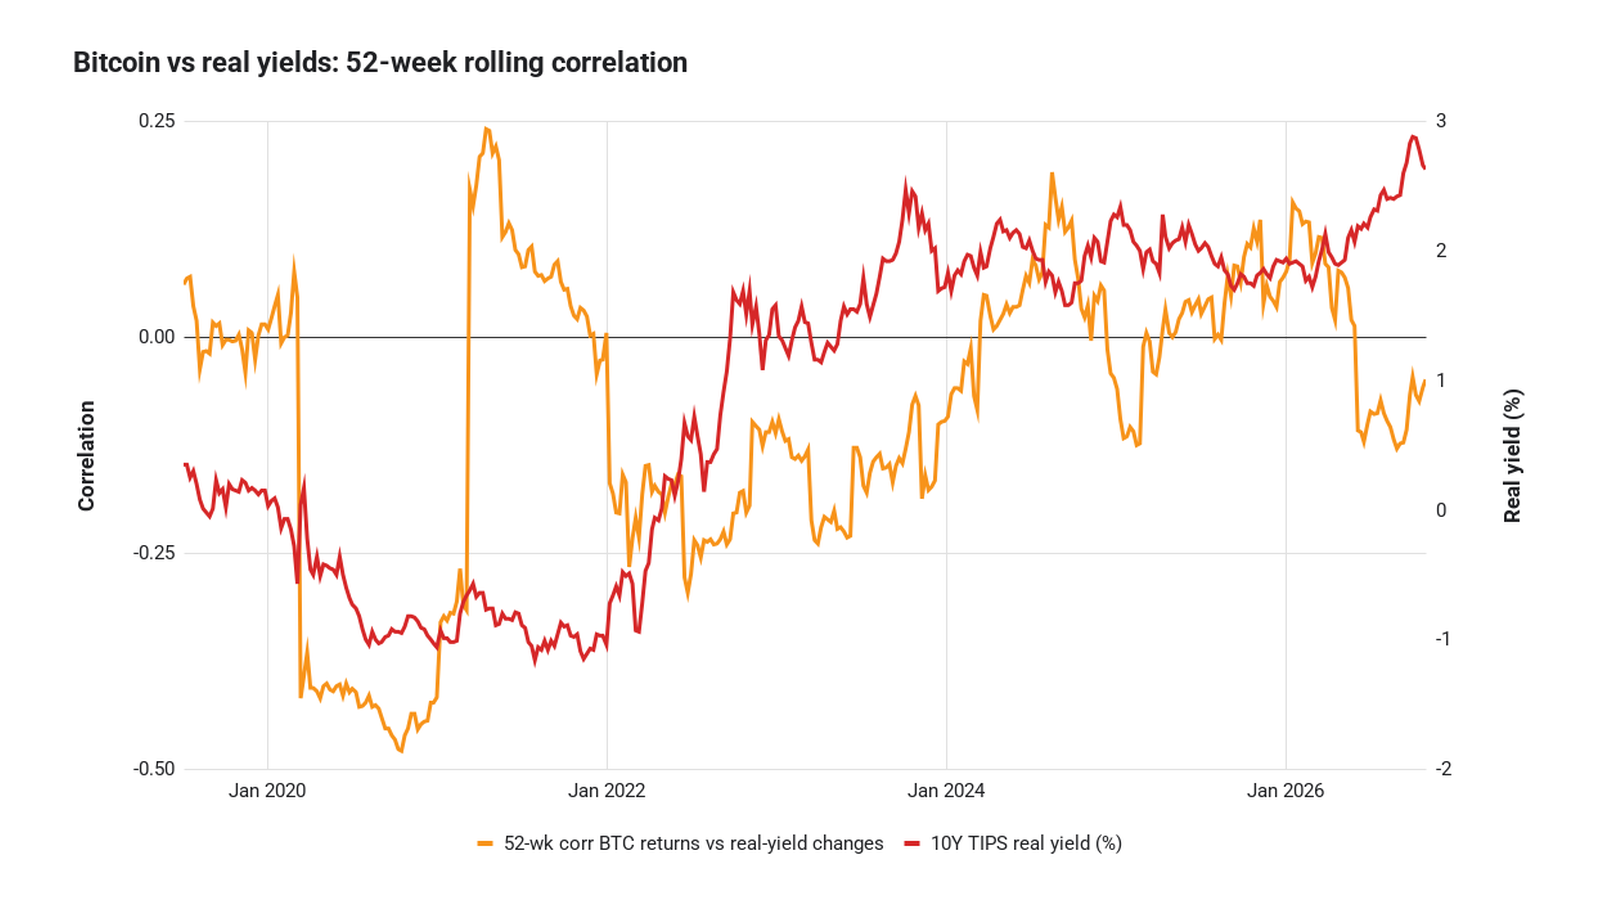 Bitcoin vs real yields: 52-week rolling correlation
0.25
0.00
-0.25
-0.50
Correlation
3
2
1
0
-1
-2
Real yield (%)
Jan 2020
Jan 2022
Jan 2024
Jan 2026
52-wk corr BTC returns vs real-yield changes
10Y TIPS real yield (%)